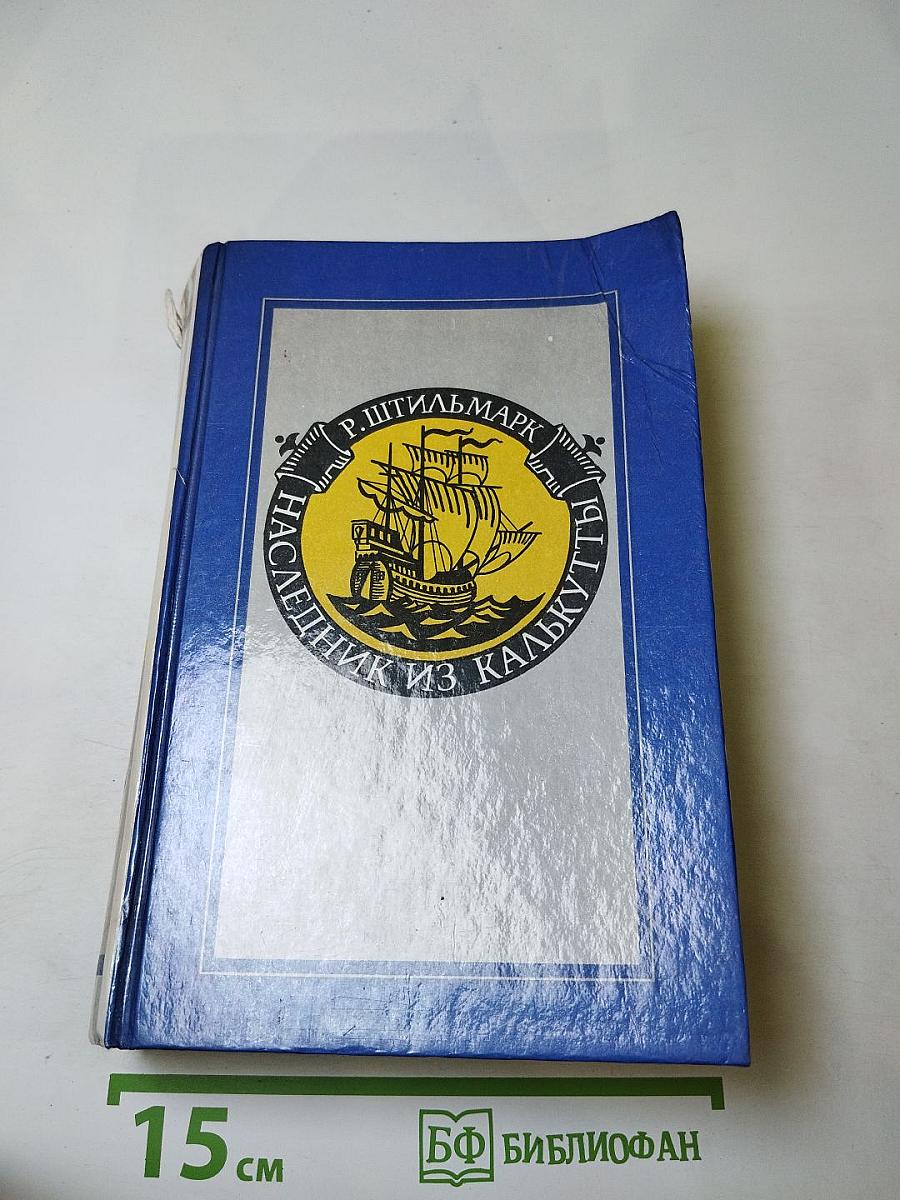 Р. ШТИЛЬМАРК
НАСЛЕДНИК ИЗ КАЛЬКУТТЫ
15 см
БФ БИБЛИОФАН